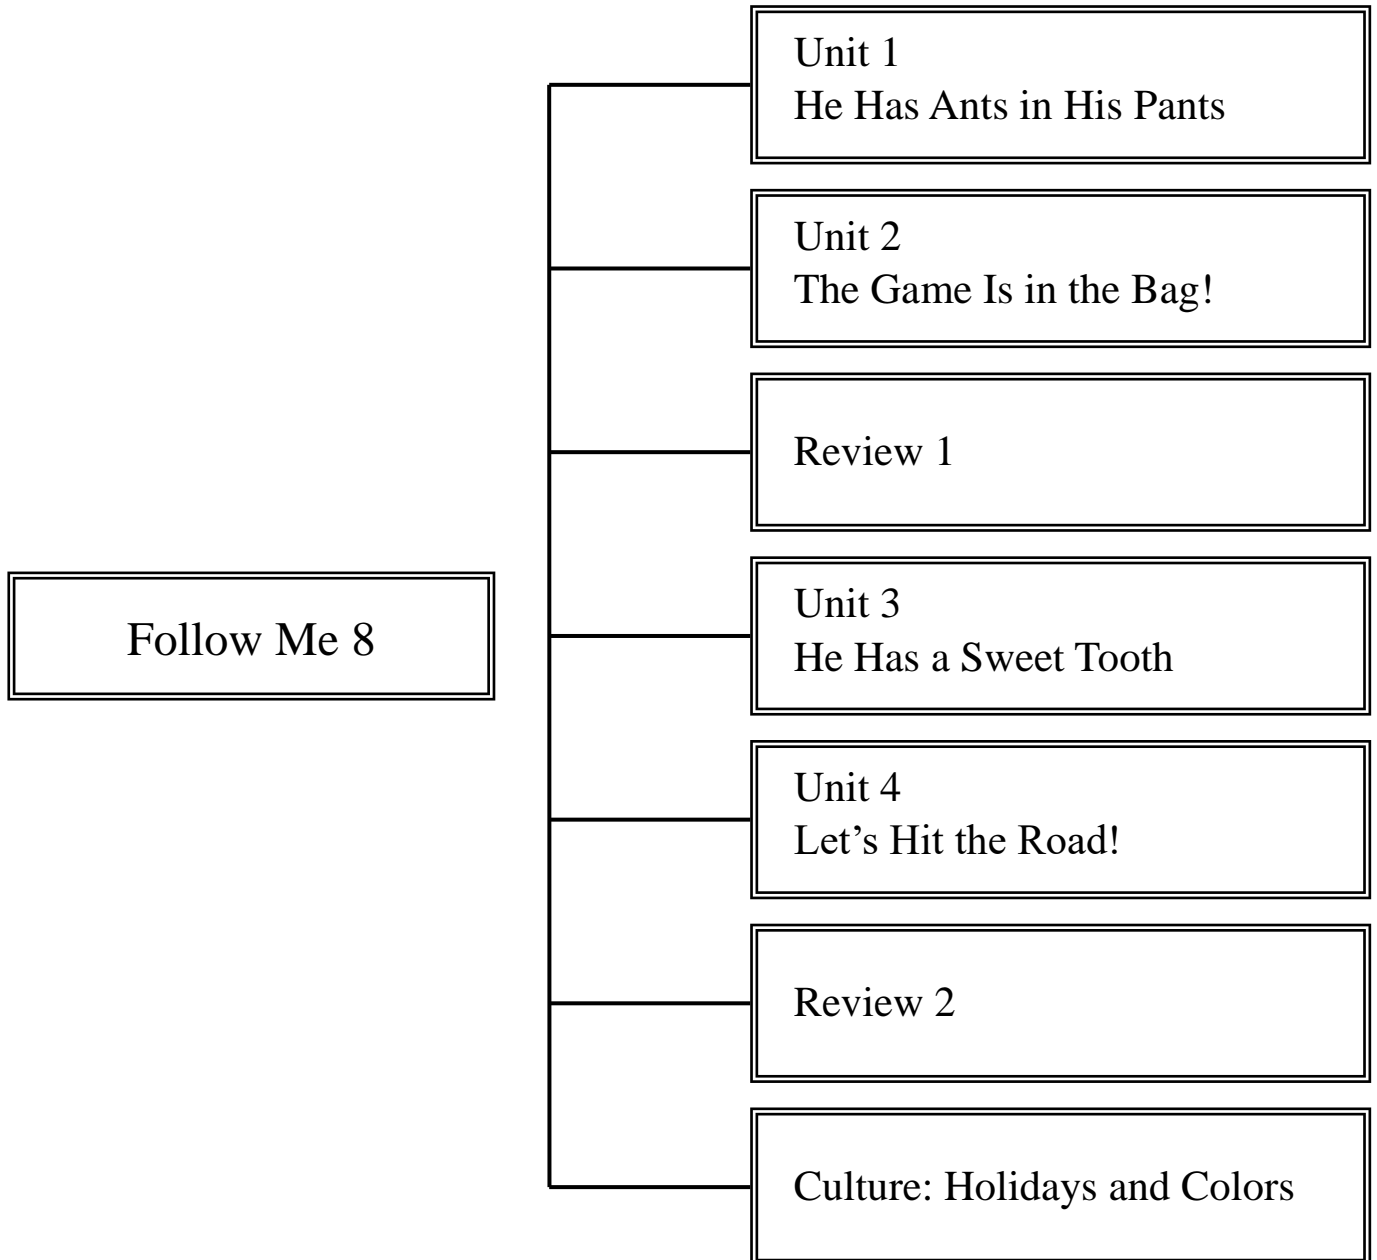 Follow Me 8
Unit 1
He Has Ants in His Pants
Unit 2
The Game Is in the Bag!
Review 1
Unit 3
He Has a Sweet Tooth
Unit 4
Let’s Hit the Road!
Review 2
Culture: Holidays and Colors